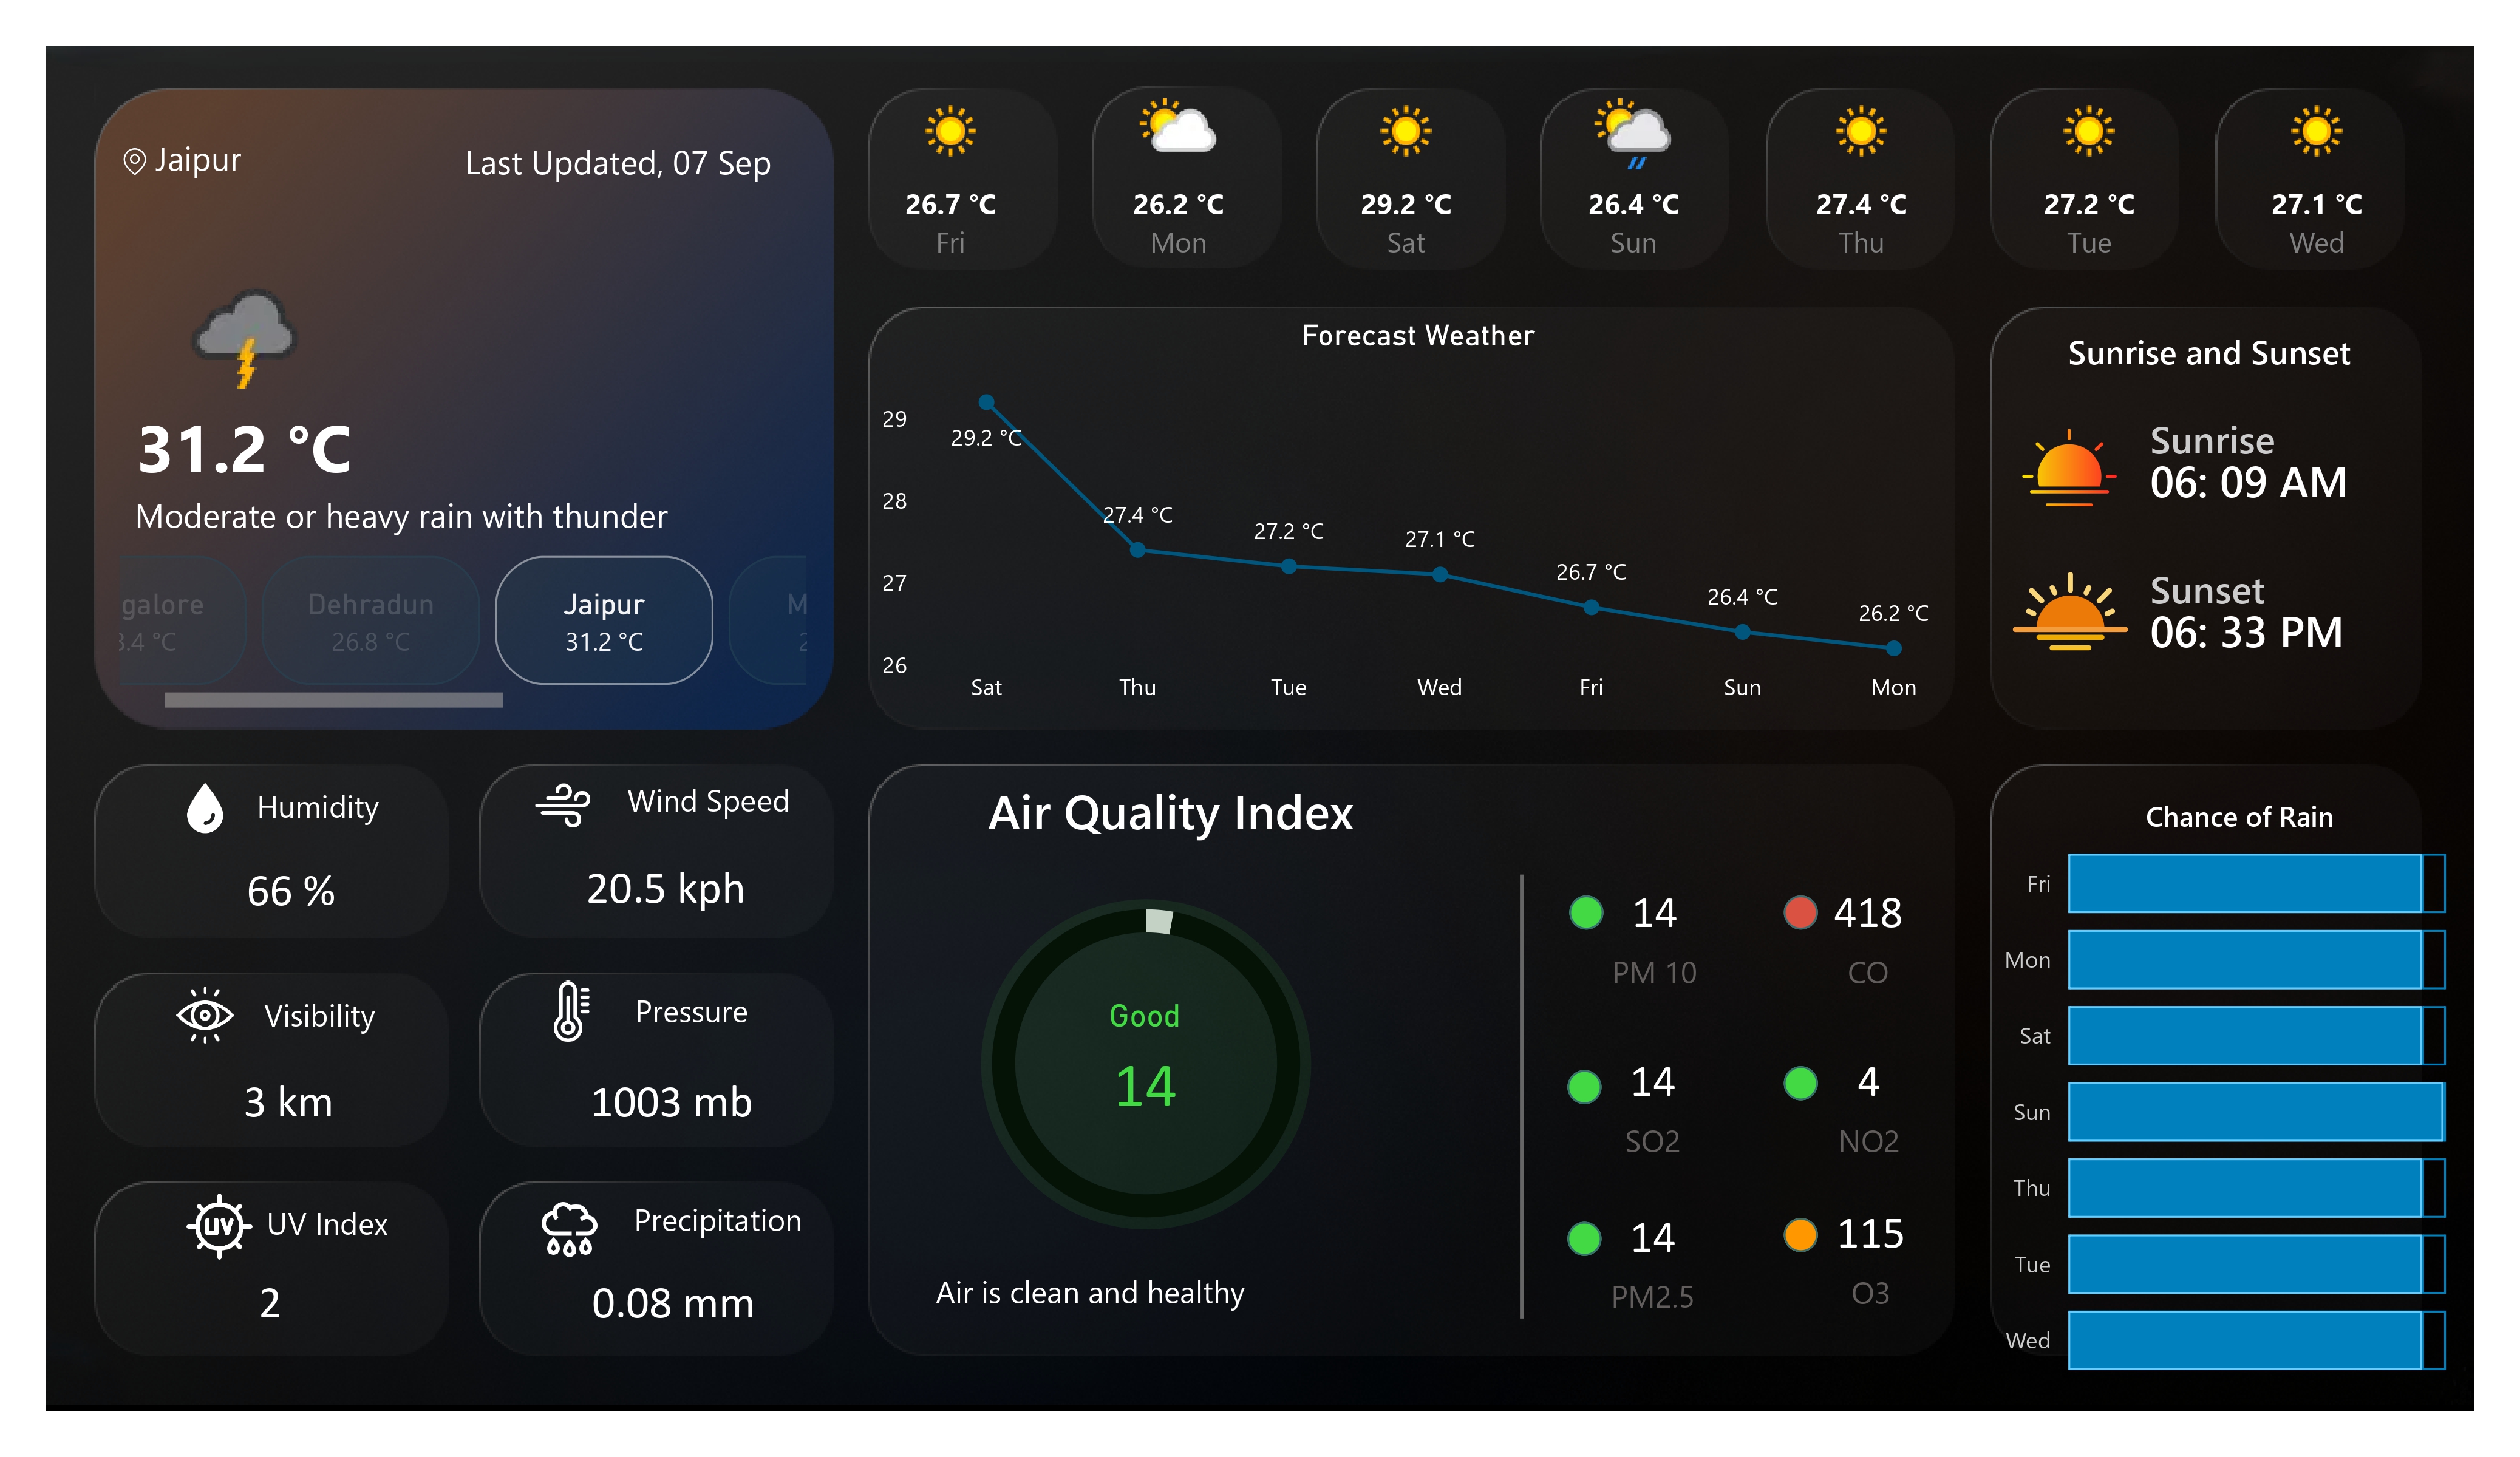 Jaipur
Last Updated, 07 Sep
31.2 °C
Moderate or heavy rain with thunder
galore
3.4 °C
Dehradun
26.8 °C
Jaipur
31.2 °C
M
2
26.7 °C
Fri
26.2 °C
Mon
29.2 °C
Sat
26.4 °C
Sun
27.4 °C
Thu
27.2 °C
Tue
27.1 °C
Wed
Forecast Weather
29
28
27
26
29.2 °C
27.4 °C
27.2 °C
27.1 °C
26.7 °C
26.4 °C
26.2 °C
Sat
Thu
Tue
Wed
Fri
Sun
Mon
Sunrise and Sunset
Sunrise
06: 09 AM
Sunset
06: 33 PM
Humidity
66 %
Wind Speed
20.5 kph
Visibility
3 km
Pressure
1003 mb
UV
UV Index
2
Precipitation
0.08 mm
Air Quality Index
Good
14
Air is clean and healthy
14
PM 10
418
CO
14
SO2
4
NO2
14
PM2.5
115
O3
Chance of Rain
Fri
Mon
Sat
Sun
Thu
Tue
Wed